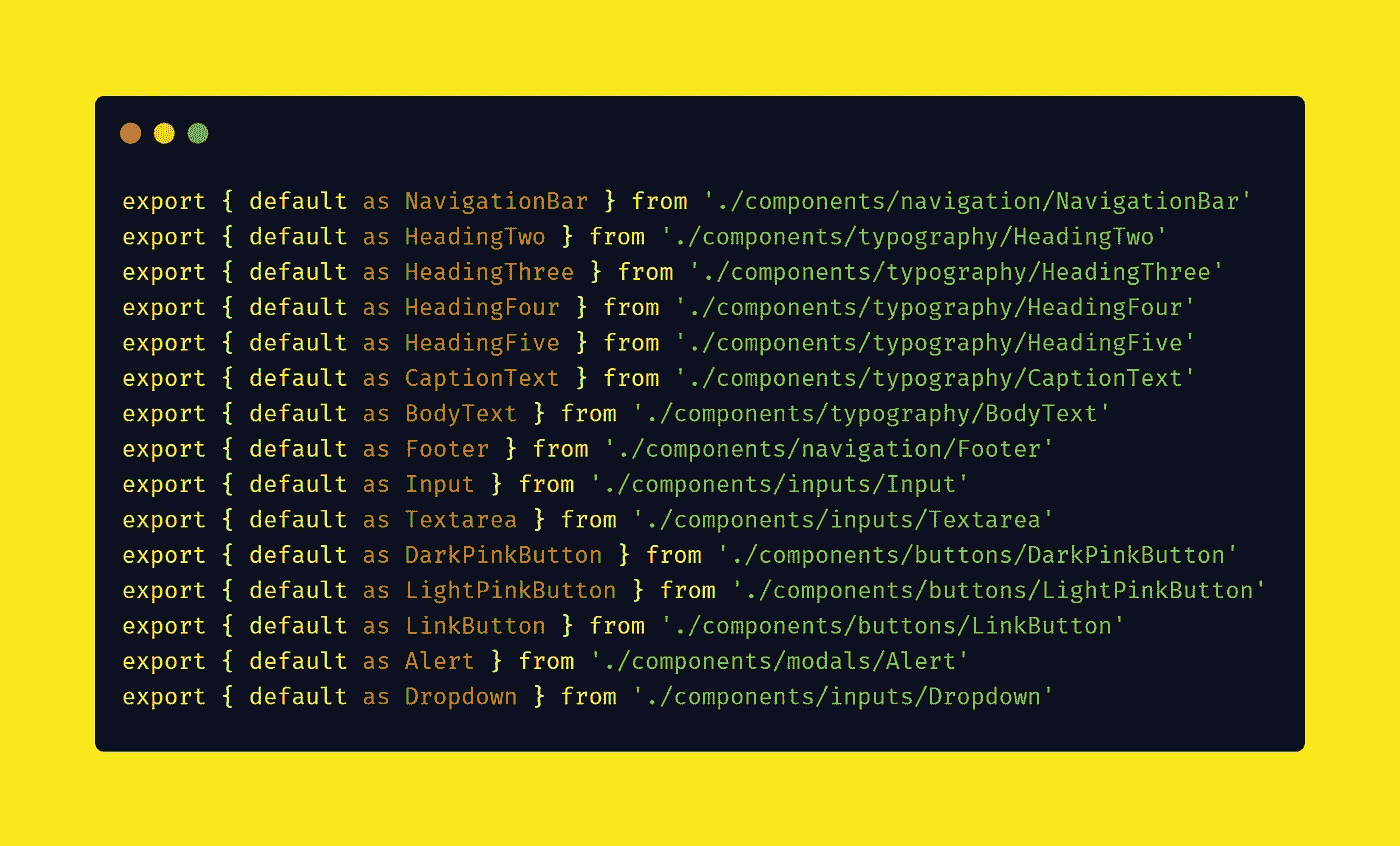 export { default as NavigationBar } from './components/navigation/NavigationBar'
export { default as HeadingTwo } from './components/typography/HeadingTwo'
export { default as HeadingThree } from './components/typography/HeadingThree'
export { default as HeadingFour } from './components/typography/HeadingFour'
export { default as HeadingFive } from './components/typography/HeadingFive'
export { default as CaptionText } from './components/typography/CaptionText'
export { default as BodyText } from './components/typography/BodyText'
export { default as Footer } from './components/navigation/Footer'
export { default as Input } from './components/inputs/Input'
export { default as Textarea } from './components/inputs/Textarea'
export { default as DarkPinkButton } from './components/buttons/DarkPinkButton'
export { default as LightPinkButton } from './components/buttons/LightPinkButton'
export { default as LinkButton } from './components/buttons/LinkButton'
export { default as Alert } from './components/modals/Alert'
export { default as Dropdown } from './components/inputs/Dropdown'